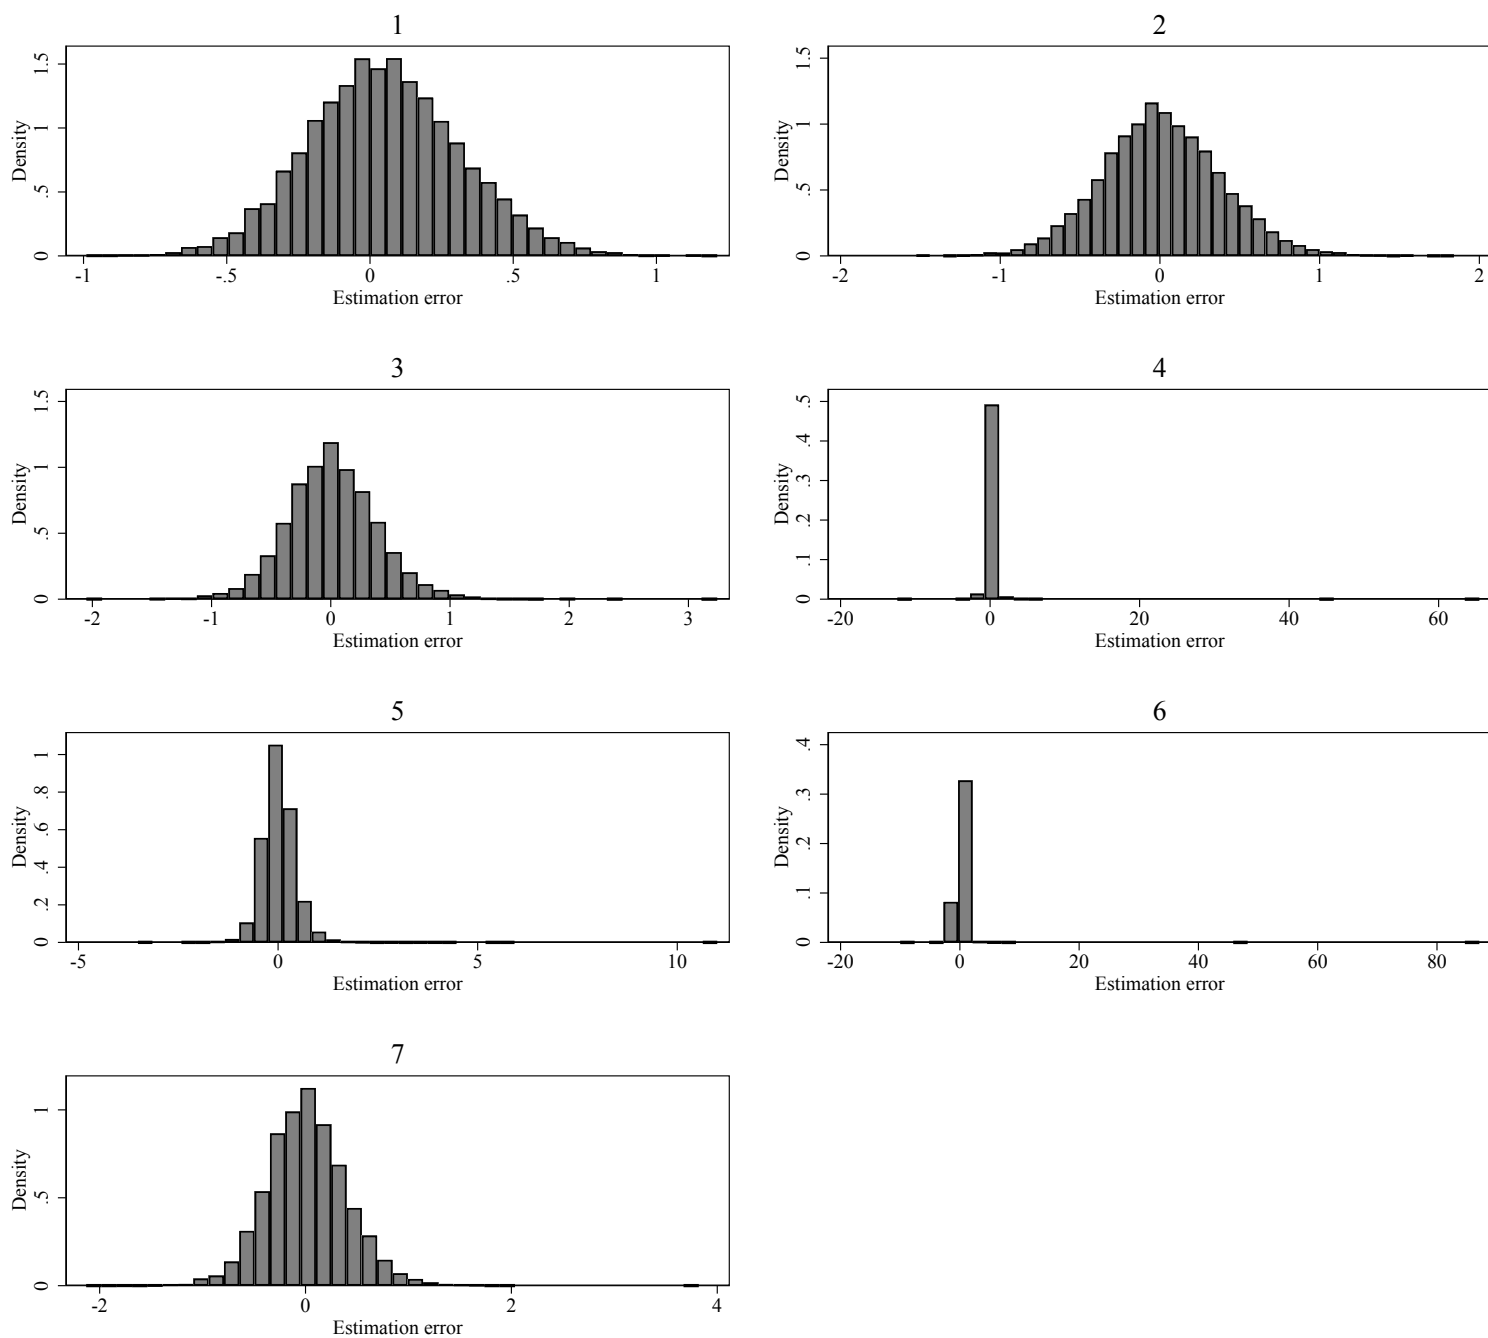 1
Density
0 .5 1 1.5
-1 -.5 0 .5 1
Estimation error
2
Density
0 .5 1 1.5
-2 -1 0 1 2
Estimation error
3
Density
0 .5 1 1.5
-2 -1 0 1 2 3
Estimation error
4
Density
0 .1 .2 .3 .4 .5
-20 0 20 40 60
Estimation error
5
Density
0 .2 .4 .6 .8 1
-5 0 5 10
Estimation error
6
Density
0 .1 .2 .3 .4
-20 0 20 40 60 80
Estimation error
7
Density
0 .5 1
-2 0 2 4
Estimation error